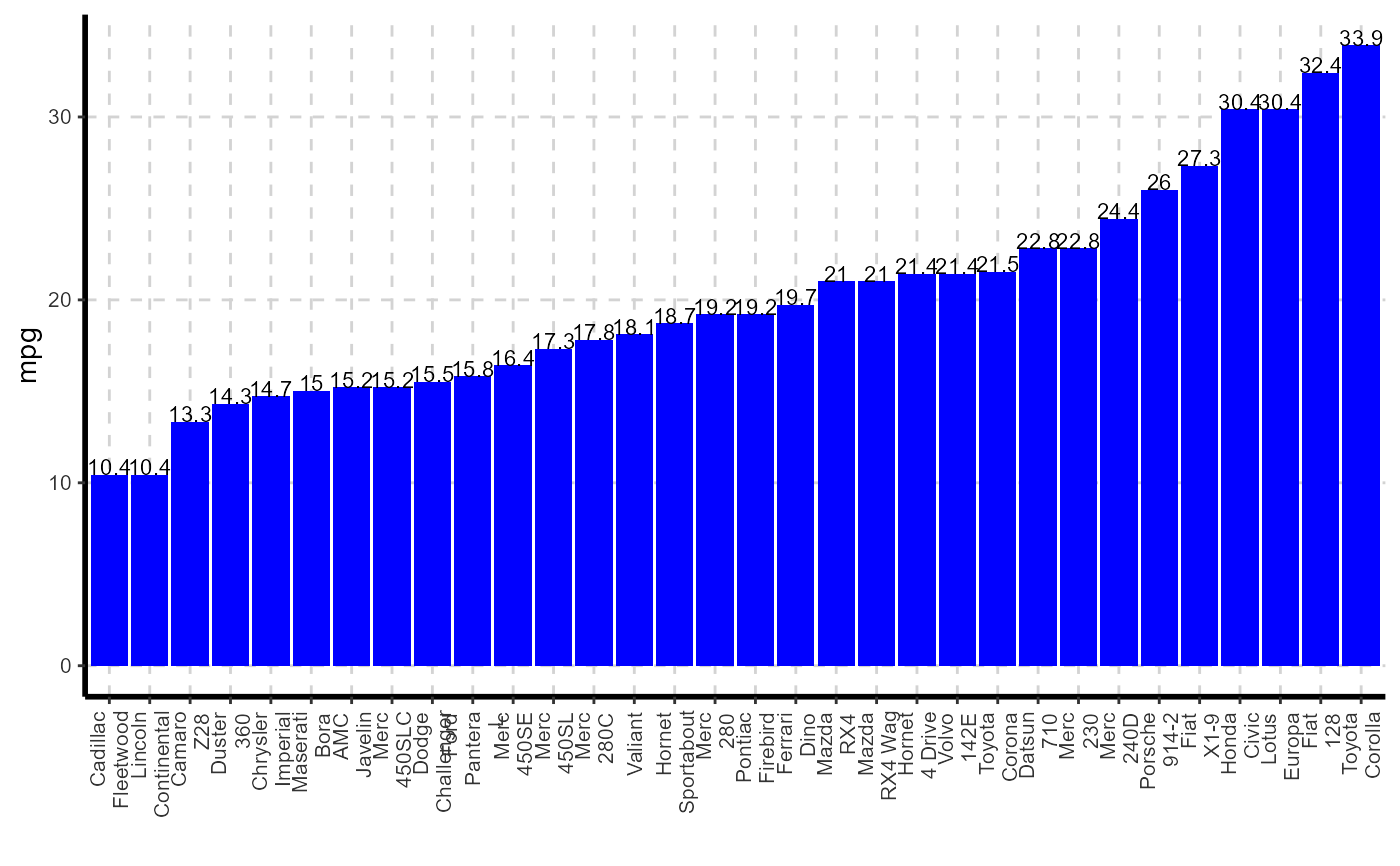 mpg
30
20
10
0
10.4
10.4
13.3
14.3
14.7
15
15.2
15.2
15.5
15.8
16.4
17.3
17.8
18.1
18.7
19.2
19.2
19.7
21
21
21.4
21.4
21.5
22.8
22.8
24.4
26
27.3
30.4
30.4
32.4
33.9
Cadillac
Fleetwood
Lincoln
Continental
Camaro
Z28
Duster
360
Chrysler
Imperial
Maserati
Bora
AMC
Javelin
Merc
450SLC
Dodge
Challenger
Ford
Pantera
L
Merc
450SE
Merc
450SL
Merc
280C
Valiant
Hornet
Sportabout
Merc
280
Pontiac
Firebird
Ferrari
Dino
Mazda
RX4
Mazda
RX4 Wag
Hornet
4 Drive
Volvo
142E
Toyota
Corona
Datsun
710
Merc
230
Merc
240D
Porsche
914-2
Fiat
X1-9
Honda
Civic
Lotus
Europa
Fiat
128
Toyota
Corolla